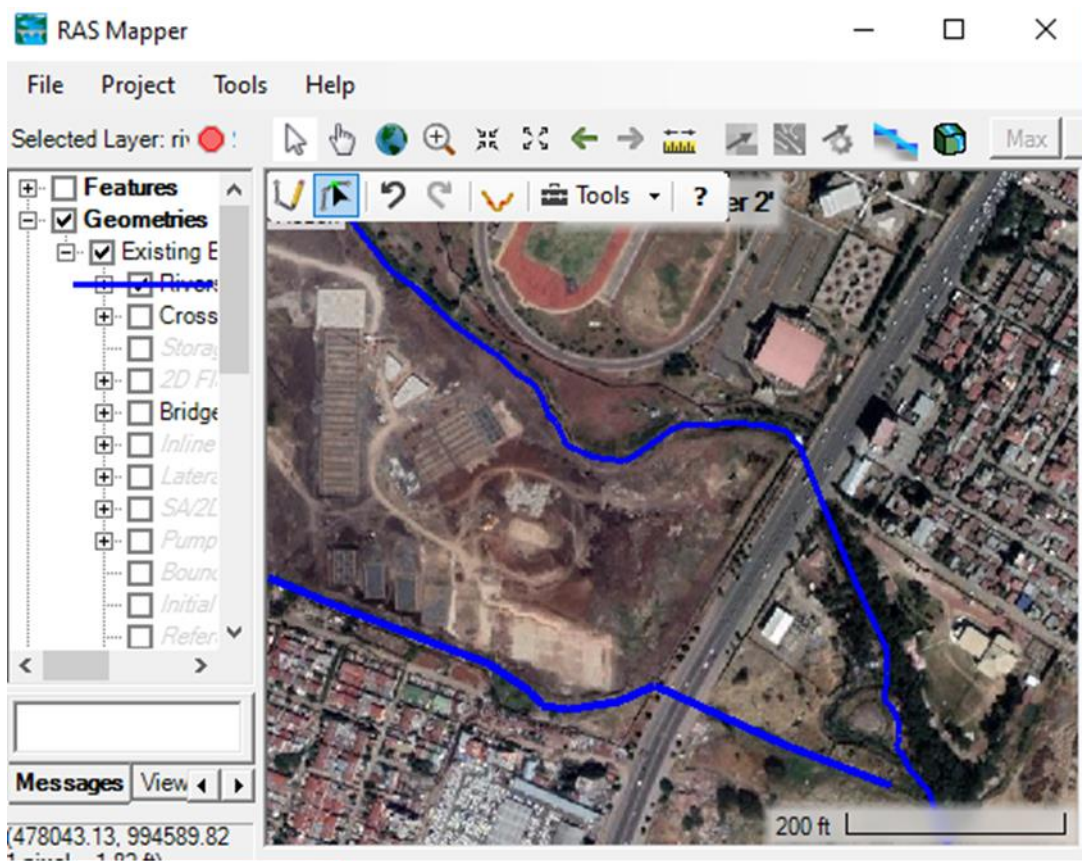 RAS Mapper
File Project Tools Help
Selected Layer: riv
Max
Tools ?
er 2'
Features
Geometries
Existing E
Rivers
Cross
Storag
2D Fl
Bridge
Inline
Latera
SA/2D
Pump
Bound
Initial
Refer
Messages View
(478043.13, 994589.82
200 ft